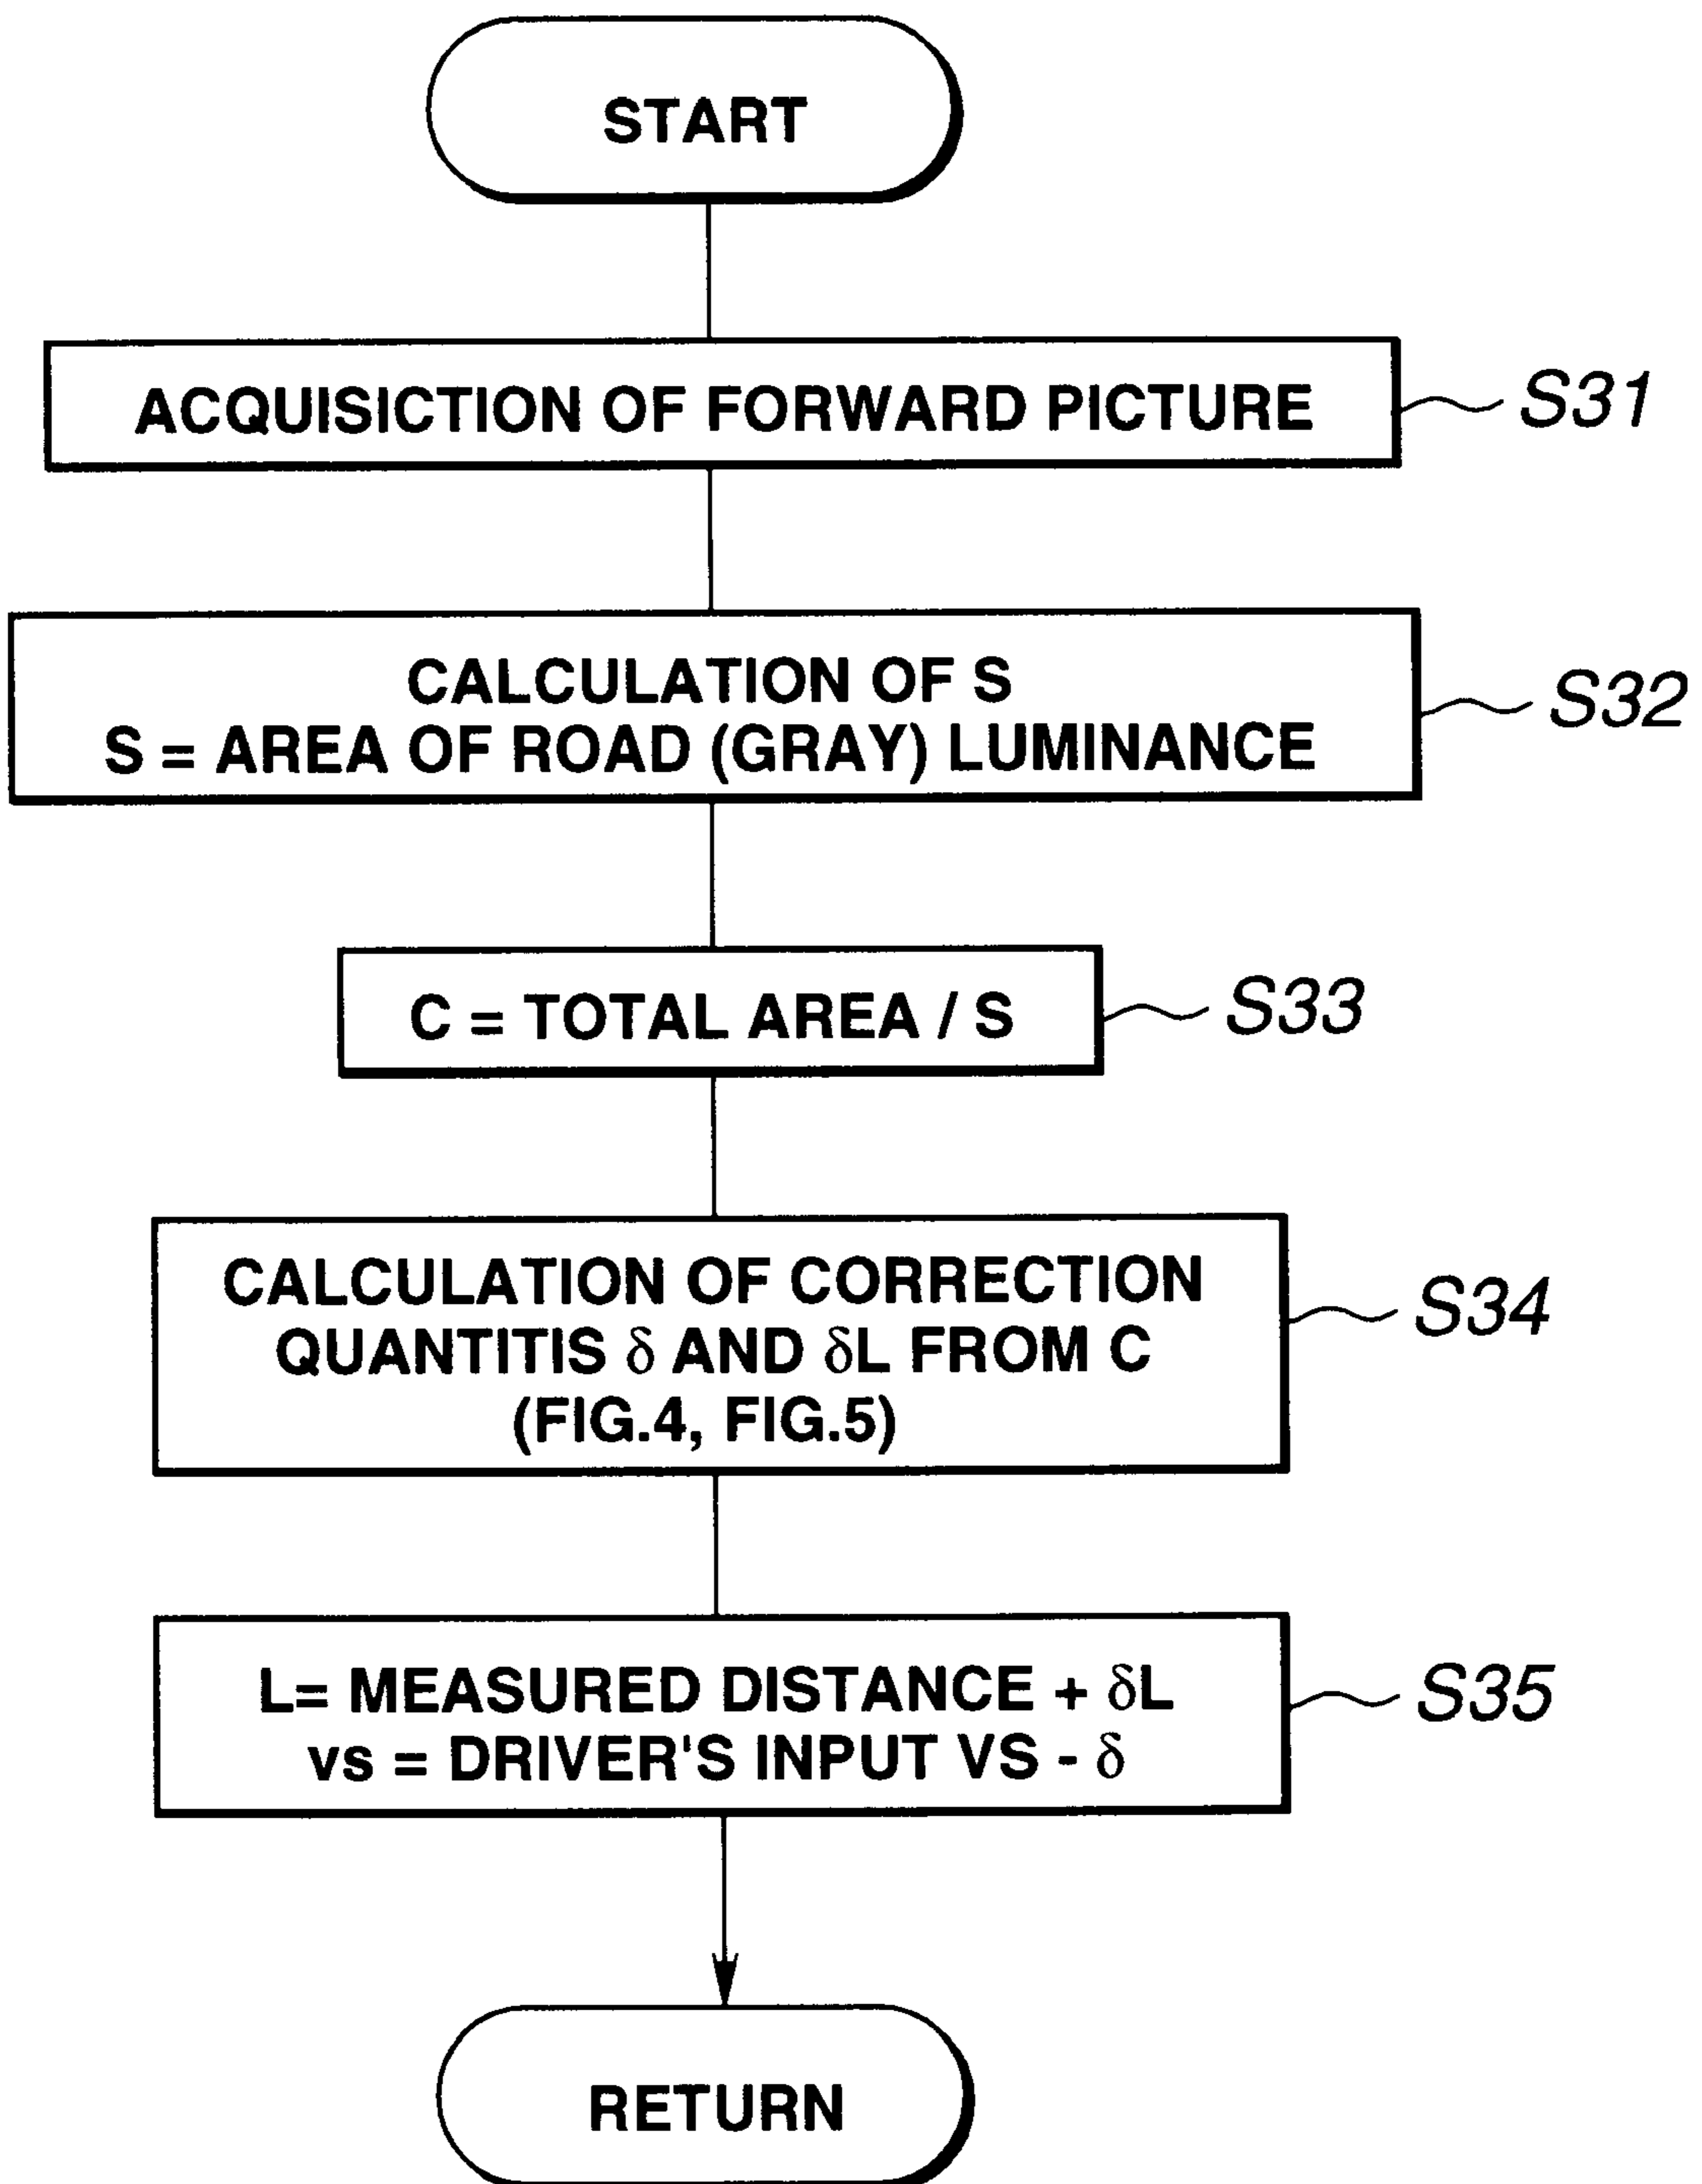 START
ACQUISICTION OF FORWARD PICTURE
S31
CALCULATION OF S
S = AREA OF ROAD (GRAY) LUMINANCE
S32
C = TOTAL AREA / S
S33
CALCULATION OF CORRECTION
QUANTITIS δ AND δL FROM C
(FIG.4, FIG.5)
S34
L= MEASURED DISTANCE + δL
vs = DRIVER'S INPUT VS - δ
S35
RETURN